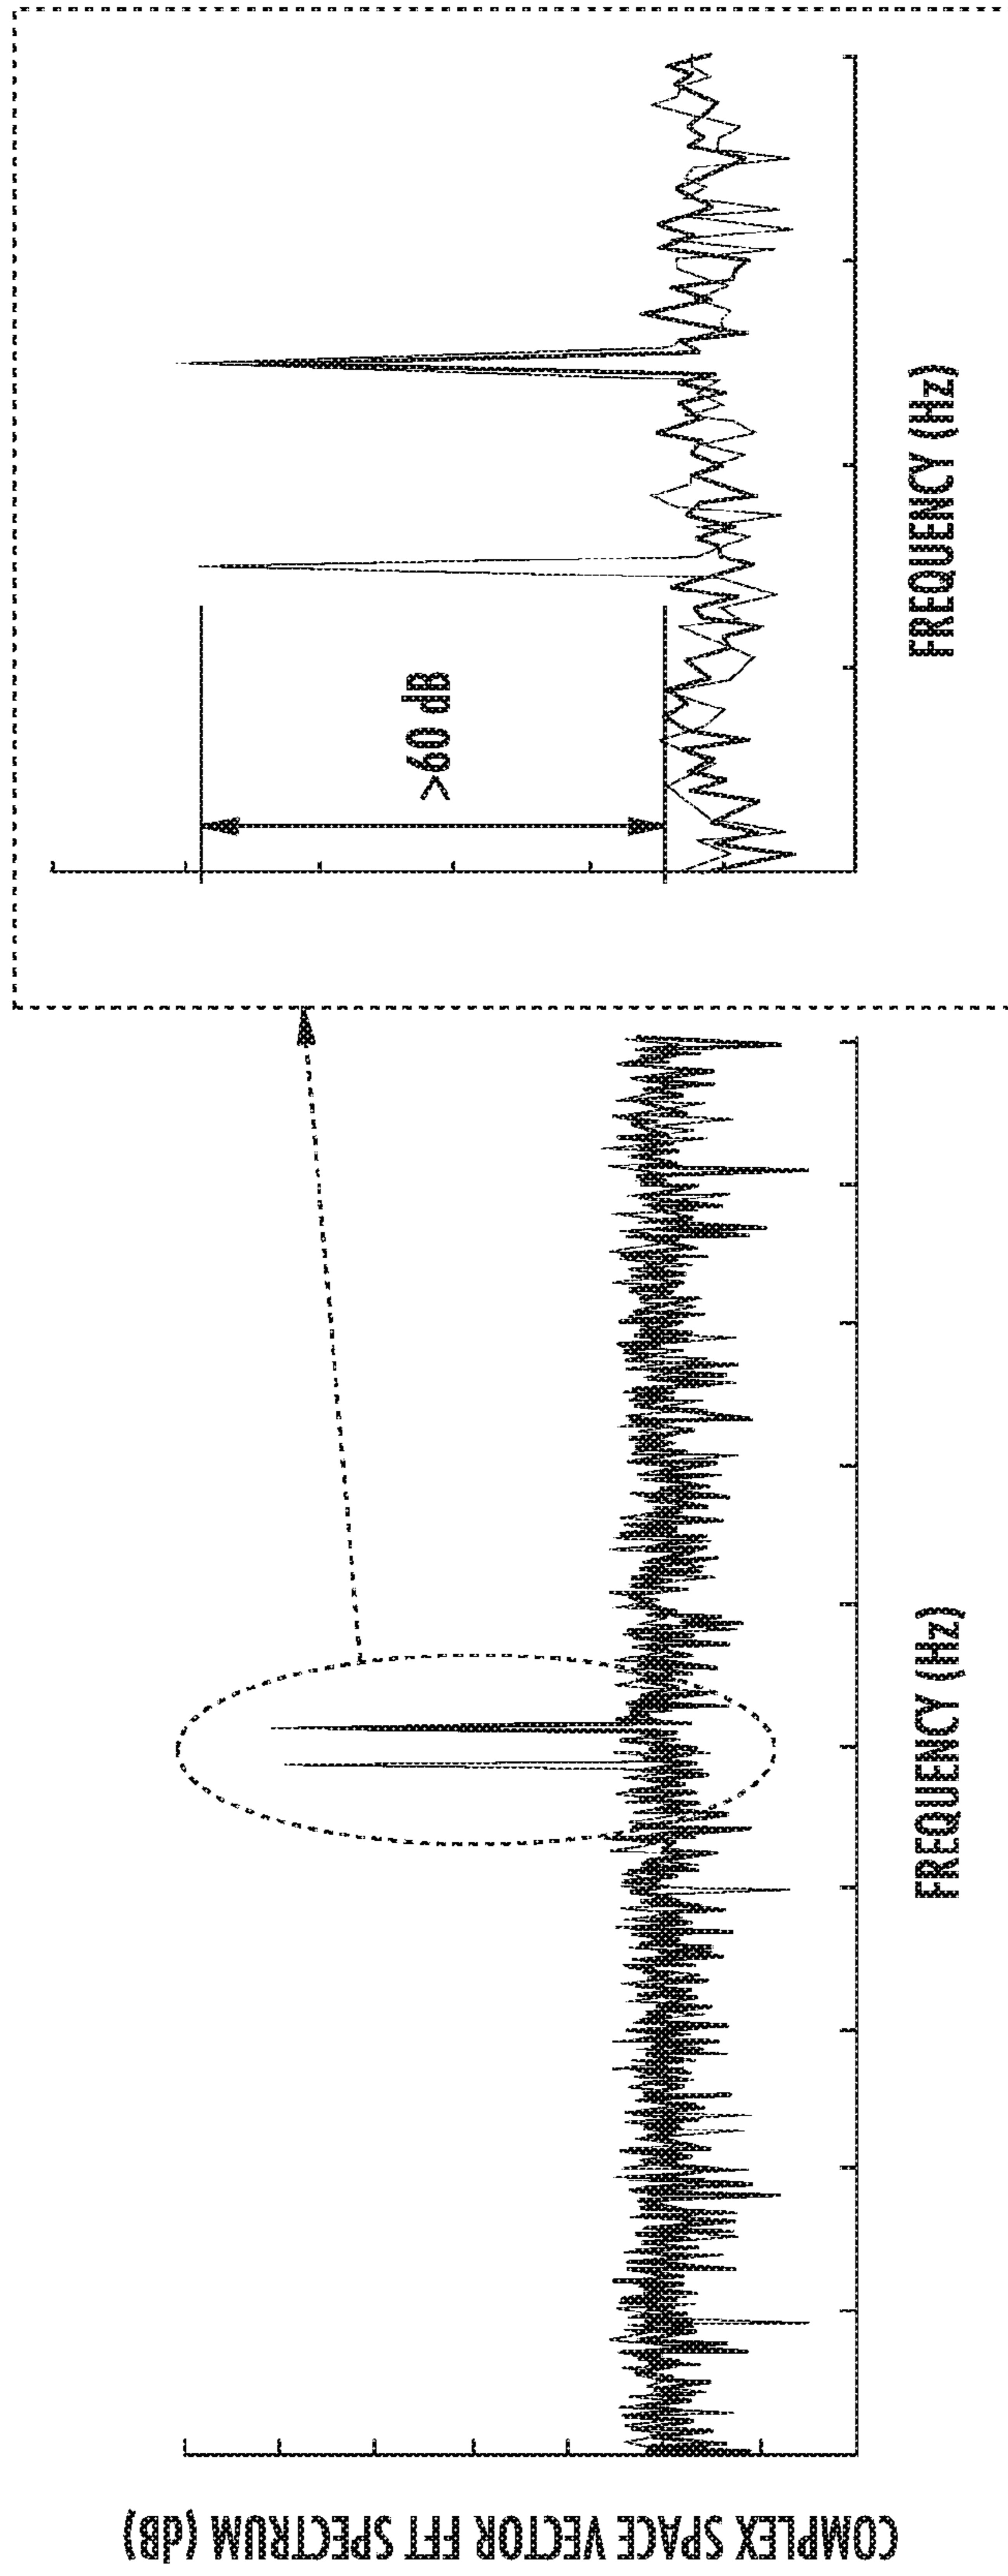 COMPLEX SPACE VECTOR FFT SPECTRUM (dB)
FREQUENCY (Hz)
>60 dB
FREQUENCY (Hz)